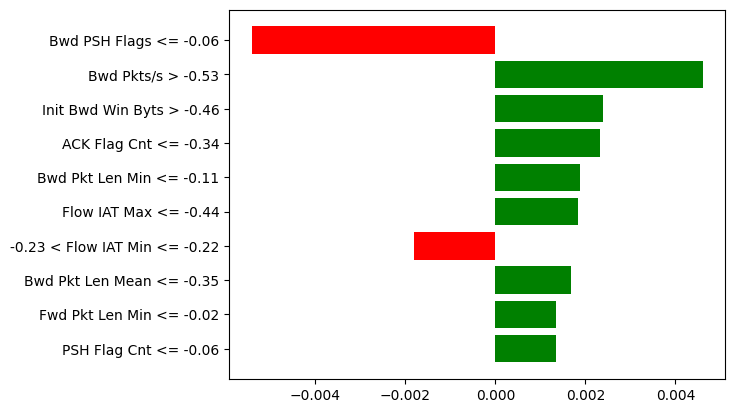 Bwd PSH Flags <= -0.06
Bwd Pkts/s > -0.53
Init Bwd Win Byts > -0.46
ACK Flag Cnt <= -0.34
Bwd Pkt Len Min <= -0.11
Flow IAT Max <= -0.44
-0.23 < Flow IAT Min <= -0.22
Bwd Pkt Len Mean <= -0.35
Fwd Pkt Len Min <= -0.02
PSH Flag Cnt <= -0.06
−0.004 −0.002 0.000 0.002 0.004